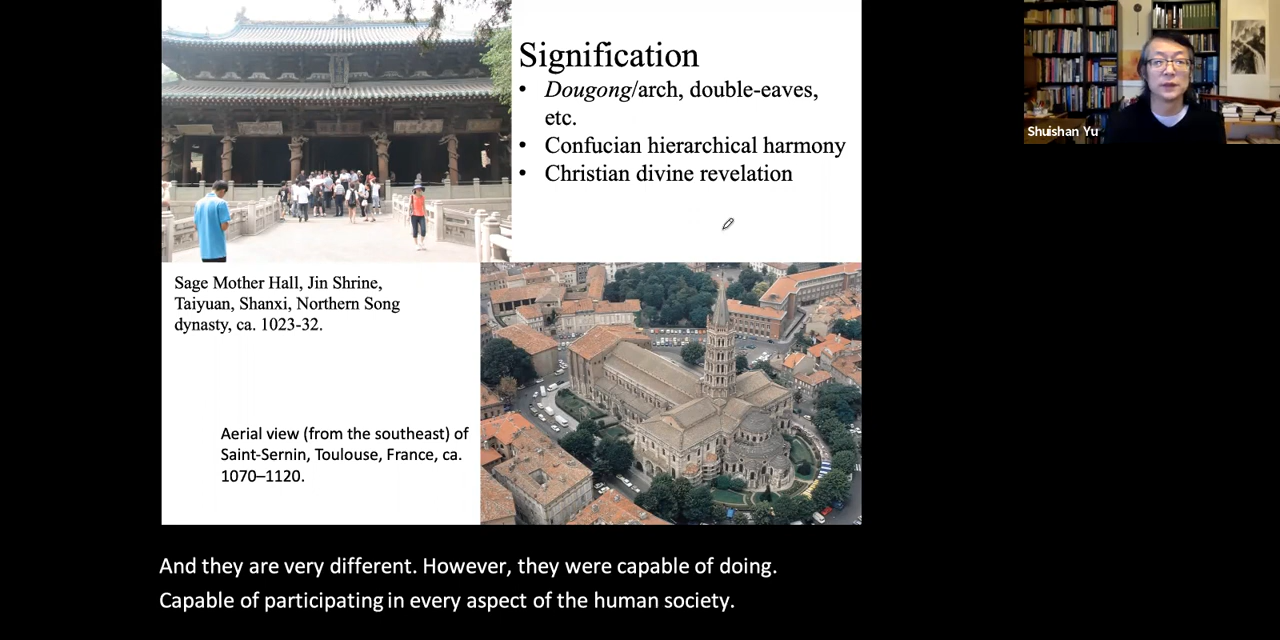 Signification
• Dougong/arch, double-eaves,
etc.
• Confucian hierarchical harmony
• Christian divine revelation
Shuishan Yu
Sage Mother Hall, Jin Shrine,
Taiyuan, Shanxi, Northern Song
dynasty, ca. 1023-32.
Aerial view (from the southeast) of
Saint-Sernin, Toulouse, France, ca.
1070–1120.
And they are very different. However, they were capable of doing.
Capable of participating in every aspect of the human society.